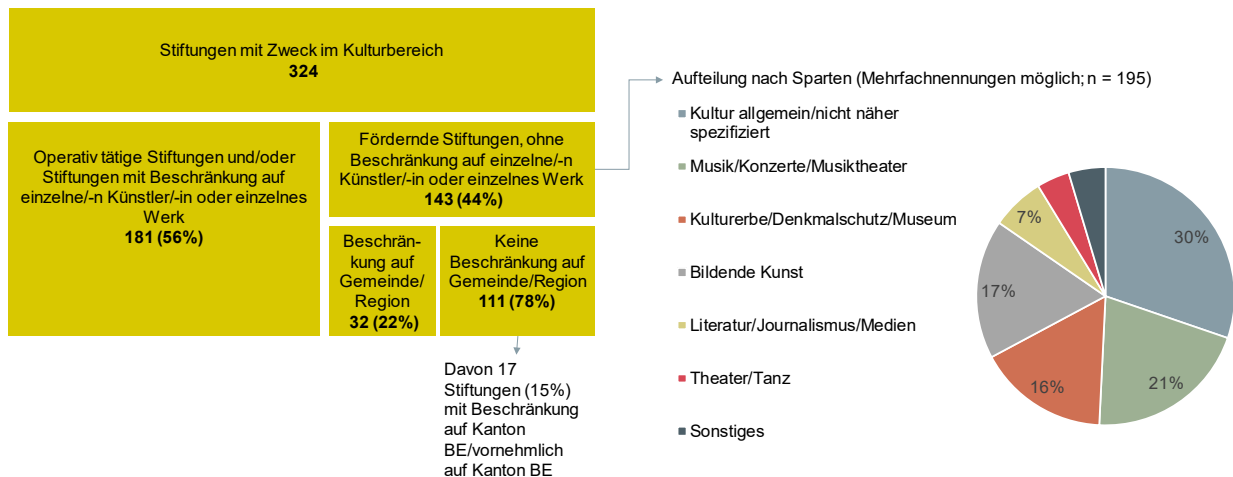 Stiftungen mit Zweck im Kulturbereich
324
Operativ tätige Stiftungen und/oder
Stiftungen mit Beschränkung auf
einzelne/-n Künstler/-in oder einzelnes
Werk
181 (56%)
Fördernde Stiftungen, ohne
Beschränkung auf einzelne/-n
Künstler/-in oder einzelnes Werk
143 (44%)
Beschrän-
kung auf
Gemeinde/
Region
32 (22%)
Keine
Beschränkung auf
Gemeinde/Region
111 (78%)
Davon 17
Stiftungen (15%)
mit Beschränkung
auf Kanton
BE/vornehmlich
auf Kanton BE
Aufteilung nach Sparten (Mehrfachnennungen möglich; n = 195)
Kultur allgemein/nicht näher
spezifiziert
Musik/Konzerte/Musiktheater
Kulturerbe/Denkmalschutz/Museum
Bildende Kunst
Literatur/Journalismus/Medien
Theater/Tanz
Sonstiges
30%
21%
16%
17%
7%